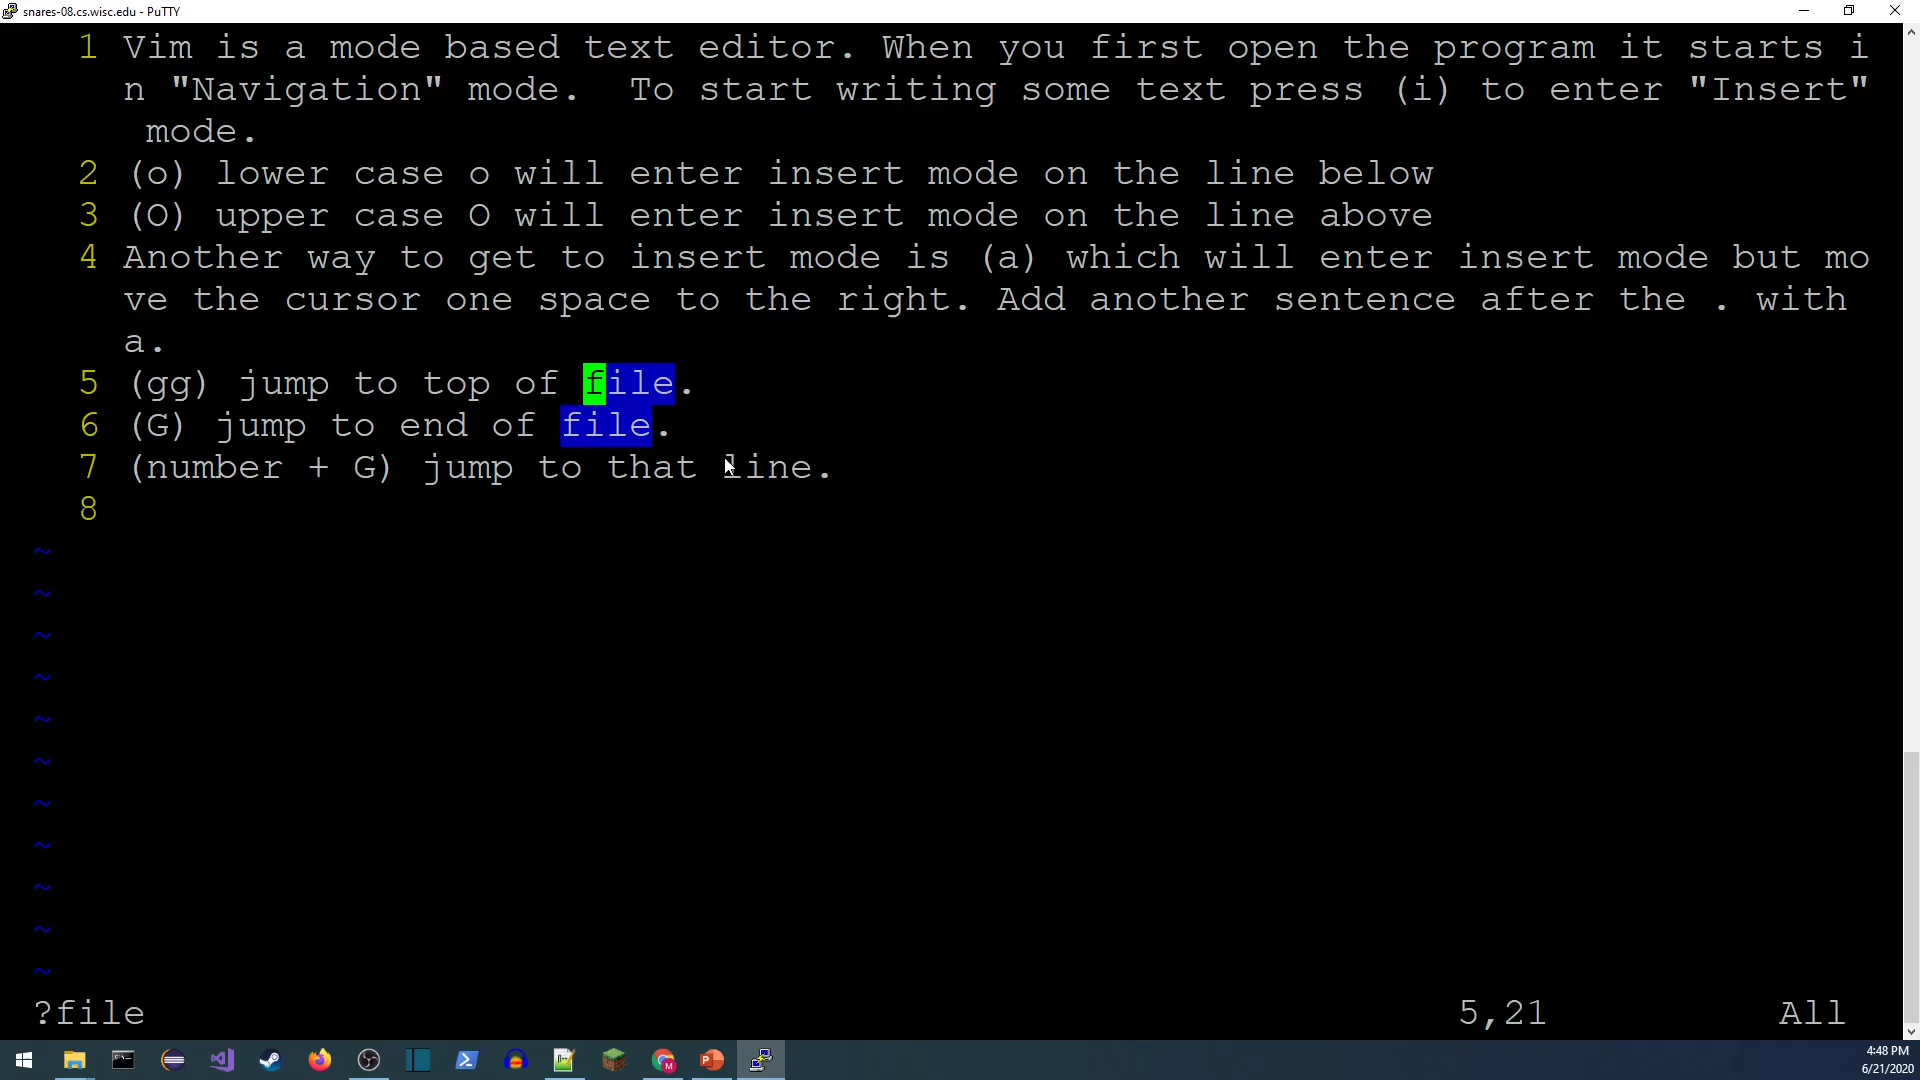 snares-08.cs.wisc.edu - PuTTY
1 Vim is a mode based text editor. When you first open the program it starts i
n "Navigation" mode.  To start writing some text press (i) to enter "Insert"
 mode.
2 (o) lower case o will enter insert mode on the line below
3 (O) upper case O will enter insert mode on the line above
4 Another way to get to insert mode is (a) which will enter insert mode but mo
ve the cursor one space to the right. Add another sentence after the . with
a.
5 (gg) jump to top of file.
6 (G) jump to end of file.
7 (number + G) jump to that line.
8
~
~
~
~
~
~
~
~
~
~
~
?file 5,21 All
4:48 PM
6/21/2020